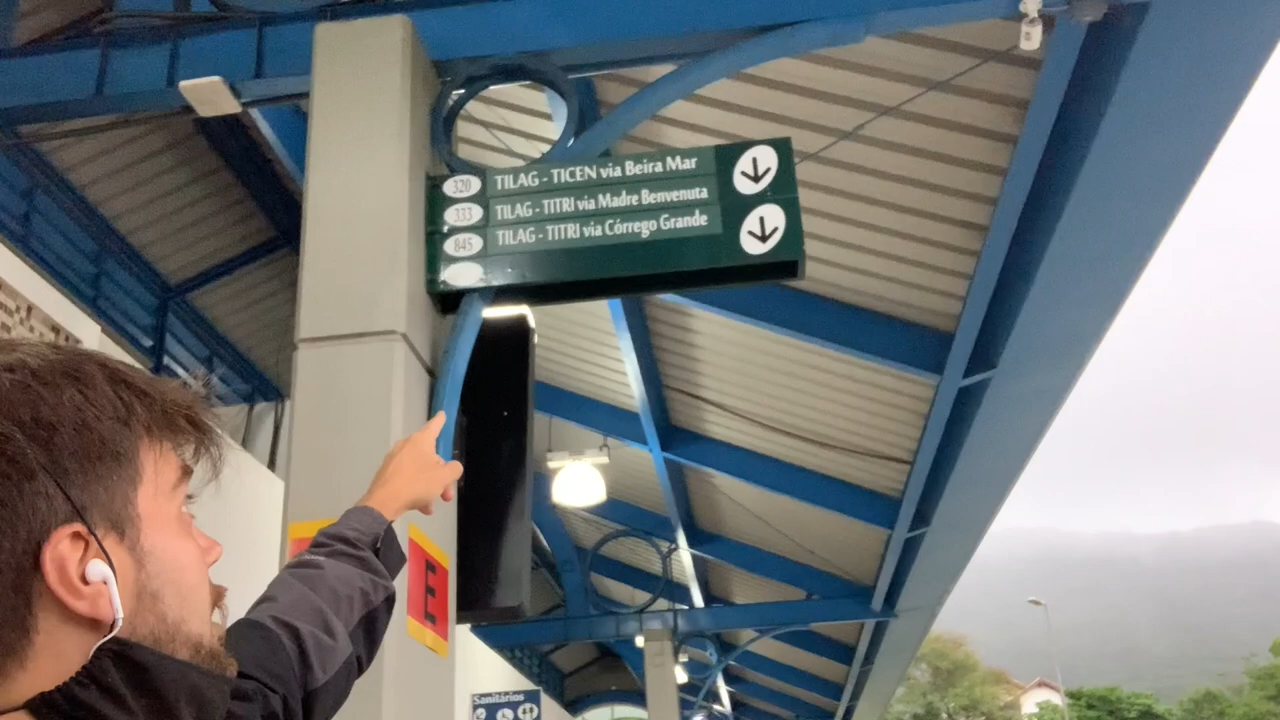 320 TILAG - TICEN via Beira Mar
333 TILAG - TITRI via Madre Benvenuta
845 TILAG - TITRI via Córrego Grande
E
Sanitários